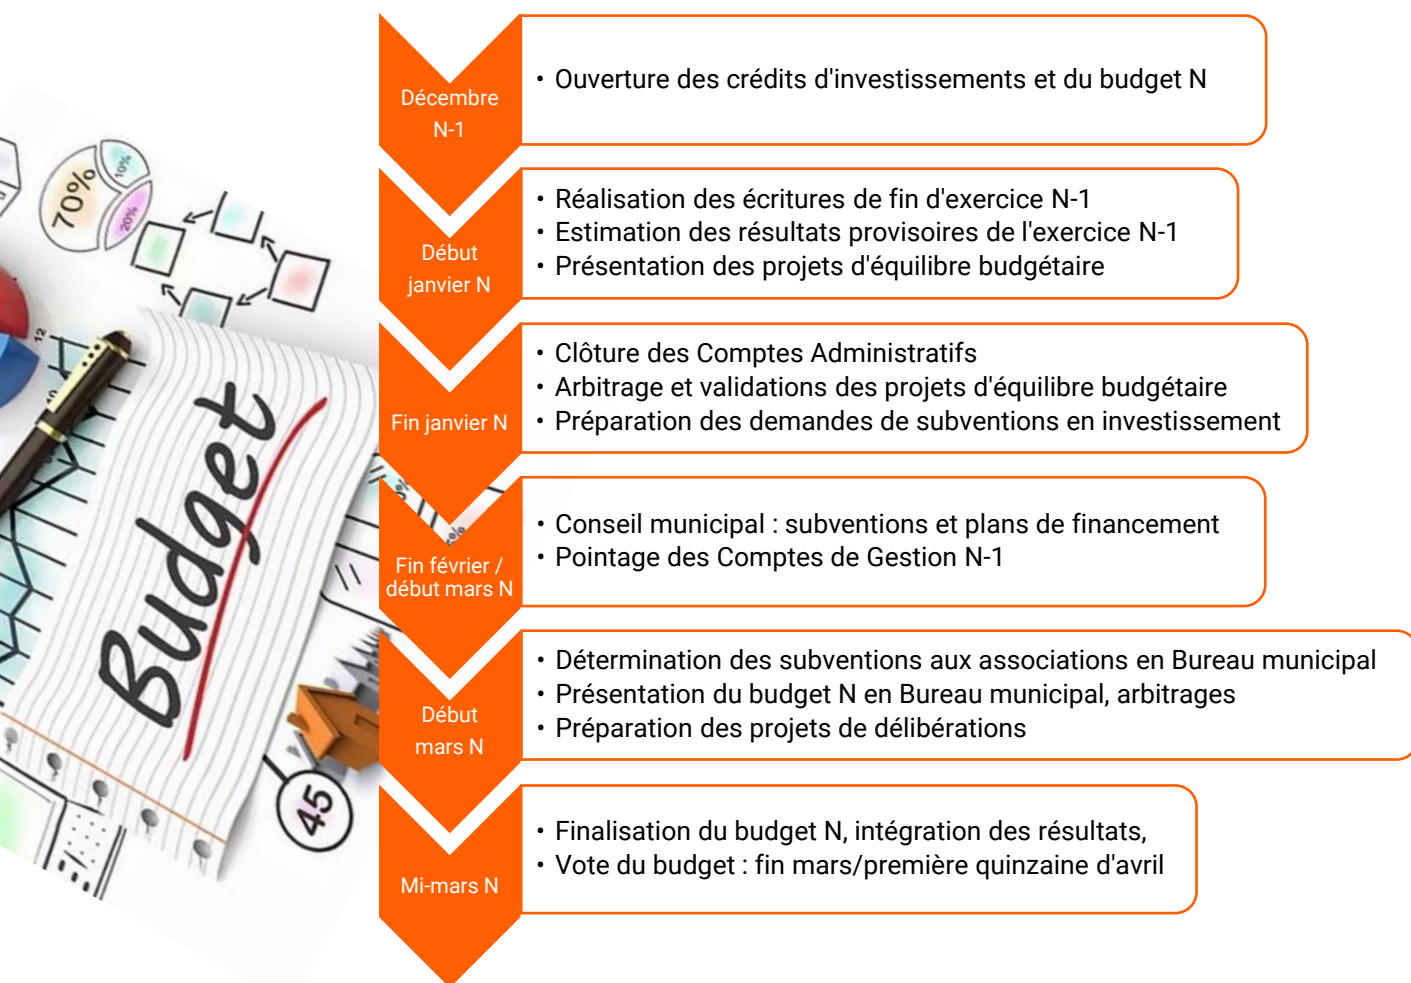 Décembre
N-1
• Ouverture des crédits d'investissements et du budget N
Début
janvier N
• Réalisation des écritures de fin d'exercice N-1
• Estimation des résultats provisoires de l'exercice N-1
• Présentation des projets d'équilibre budgétaire
Fin janvier N
• Clôture des Comptes Administratifs
• Arbitrage et validations des projets d'équilibre budgétaire
• Préparation des demandes de subventions en investissement
Fin février /
début mars N
• Conseil municipal : subventions et plans de financement
• Pointage des Comptes de Gestion N-1
Début
mars N
• Détermination des subventions aux associations en Bureau municipal
• Présentation du budget N en Bureau municipal, arbitrages
• Préparation des projets de délibérations
Mi-mars N
• Finalisation du budget N, intégration des résultats,
• Vote du budget : fin mars/première quinzaine d'avril
70%
10%
20%
12
10
Budget
45